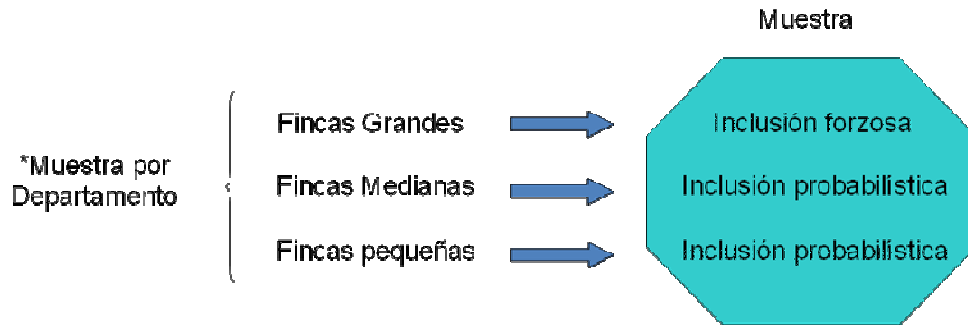 Muestra
Fincas Grandes
Inclusión forzosa
*Muestra por
Departamento
Fincas Medianas
Inclusión probabilística
Fincas pequeñas
Inclusión probabilística